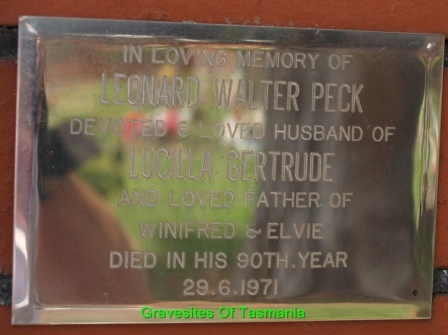 IN LOVING MEMORY OF
LEONARD WALTER PECK
DEVOTED & LOVED HUSBAND OF
LUCILLA GERTRUDE
AND LOVED FATHER OF
WINIFRED & ELVIE
DIED IN HIS 90TH.YEAR
29.6.1971
Gravesites Of Tasmania